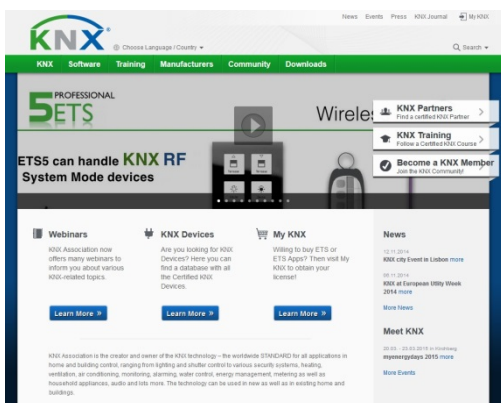 News Events Press KNX Journal My KNX
KNX
Choose Language / Country
Search
KNX Software Training Manufacturers Community Downloads
5 PROFESSIONAL
ETS
Wireles
ETS5 can handle KNX RF
System Mode devices
KNX Partners
Find a certified KNX Partner
KNX Training
Follow a Certified KNX Course
Become a KNX Member
Join the KNX Community!
Webinars
KNX Association now
offers many webinars to
inform you about various
KNX-related topics.
Learn More »
KNX Devices
Are you looking for KNX
Devices? Here you can
find a database with all
the Certified KNX
Devices.
Learn More »
My KNX
Willing to buy ETS or
ETS Apps? Then visit My
KNX to obtain your
license!
Learn More »
News
12.11.2014
KNX city Event in Lisbon more
KNX at European Utility Week
2014 more
More News
Meet KNX
myenergydays 2015 more
More Events
KNX Association is the creator and owner of the KNX technology – the worldwide STANDARD for all applications in
home and building control, ranging from lighting and shutter control to various security systems, heating,
ventilation, air conditioning, monitoring, alarming, water control, energy management, metering as well as
household appliances, audio and lots more. The technology can be used in new as well as in existing home and
buildings.